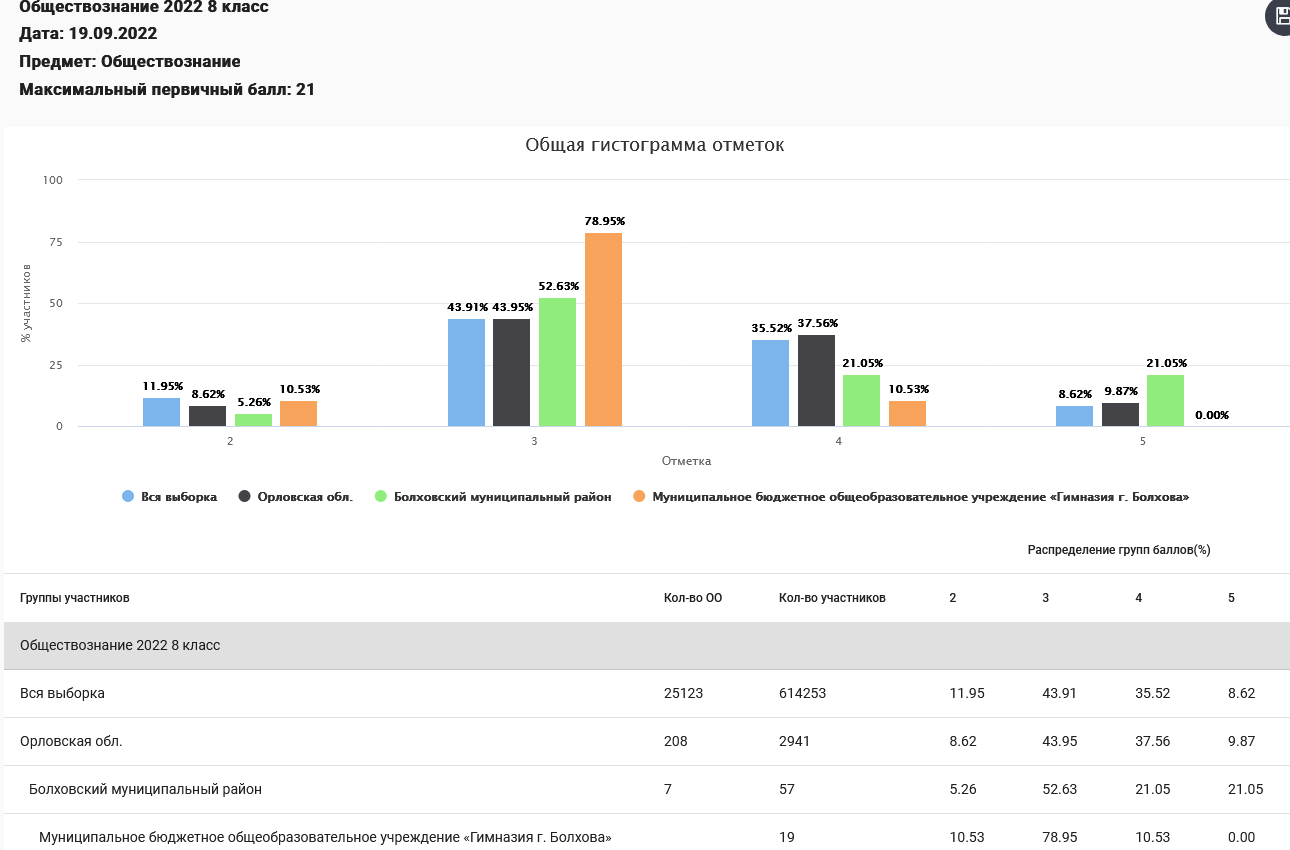 Обществознание 2022 8 класс
Дата: 19.09.2022
Предмет: Обществознание
Максимальный первичный балл: 21
Общая гистограмма отметок
100
75
50
25
0
% участников
11.95% 8.62% 5.26% 10.53%
43.91% 43.95% 52.63% 78.95%
35.52% 37.56% 21.05% 10.53%
8.62% 9.87% 21.05% 0.00%
2 3 4 5
Отметка
Вся выборка Орловская обл. Болховский муниципальный район Муниципальное бюджетное общеобразовательное учреждение «Гимназия г. Болхова»
Распределение групп баллов(%)
Группы участников Кол-во ОО Кол-во участников 2 3 4 5
Обществознание 2022 8 класс
Вся выборка 25123 614253 11.95 43.91 35.52 8.62
Орловская обл. 208 2941 8.62 43.95 37.56 9.87
Болховский муниципальный район 7 57 5.26 52.63 21.05 21.05
Муниципальное бюджетное общеобразовательное учреждение «Гимназия г. Болхова» 19 10.53 78.95 10.53 0.00